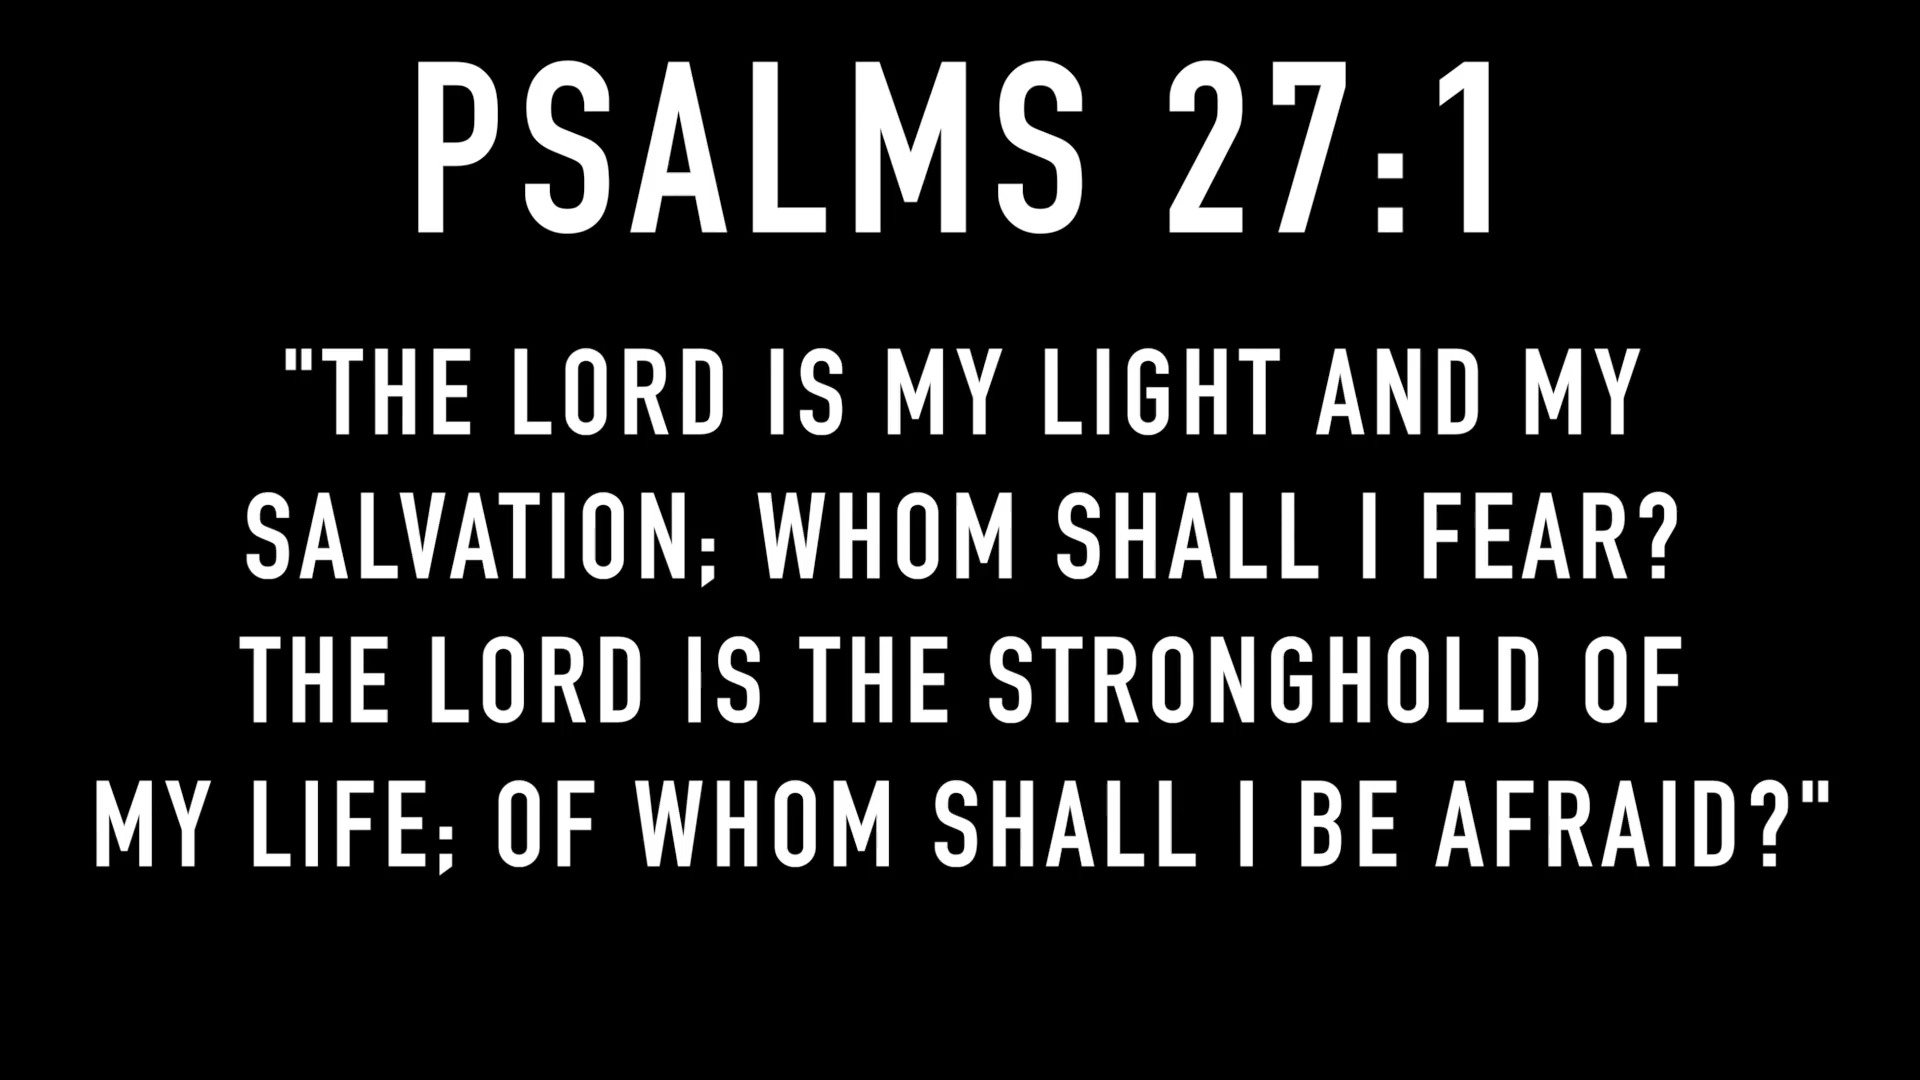 PSALMS 27:1
"THE LORD IS MY LIGHT AND MY
SALVATION; WHOM SHALL I FEAR?
THE LORD IS THE STRONGHOLD OF
MY LIFE; OF WHOM SHALL I BE AFRAID?"